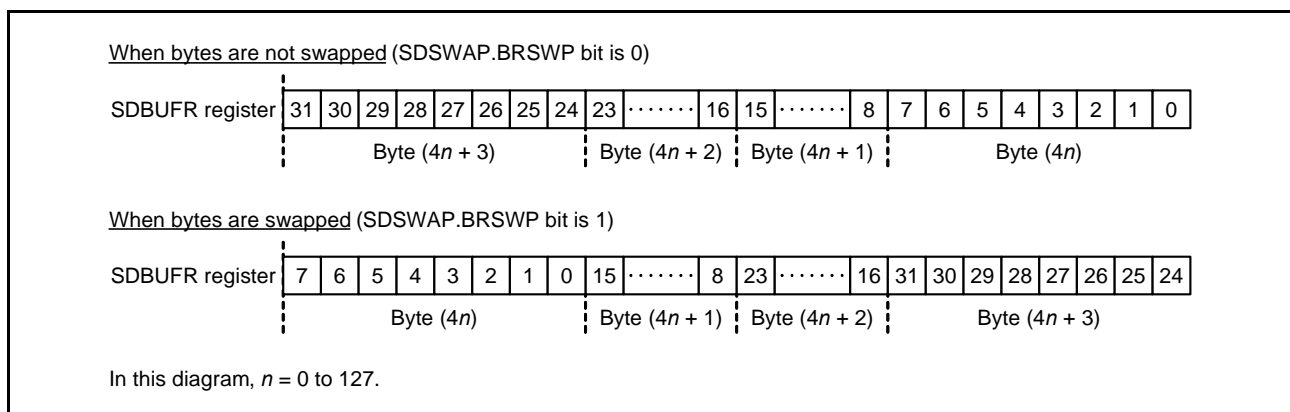 When bytes are not swapped (SDSWAP.BRSWP bit is 0)
SDBUFR register 31 30 29 28 27 26 25 24 23 ······· 16 15 ······· 8 7 6 5 4 3 2 1 0
Byte (4n + 3) Byte (4n + 2) Byte (4n + 1) Byte (4n)
When bytes are swapped (SDSWAP.BRSWP bit is 1)
SDBUFR register 7 6 5 4 3 2 1 0 15 ······· 8 23 ······· 16 31 30 29 28 27 26 25 24
Byte (4n) Byte (4n + 1) Byte (4n + 2) Byte (4n + 3)
In this diagram, n = 0 to 127.